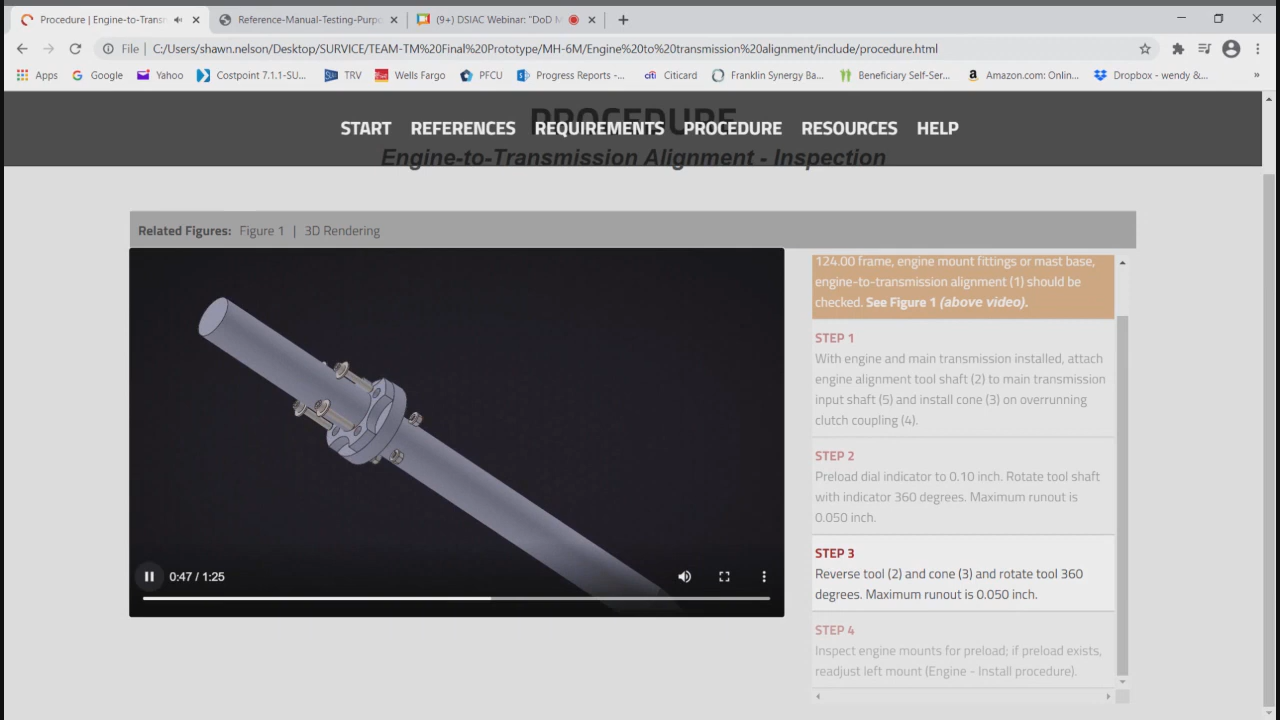 Procedure | Engine-to-Transm
Reference-Manual-Testing-Purpo
(9+) DSIAC Webinar: "DoD M
File
C:/Users/shawn.nelson/Desktop/SURVICE/TEAM-TM%20Final%20Prototype/MH-6M/Engine%20to%20transmission%20alignment/include/procedure.html
Apps
Google
Yahoo
Costpoint 7.1.1-SU...
TRV
Wells Fargo
PFCU
Progress Reports -...
citi
Citicard
Franklin Synergy Ba...
Beneficiary Self-Ser...
Amazon.com: Onlin...
Dropbox - wendy &...
»
PROCEDURE
START
REFERENCES
REQUIREMENTS
PROCEDURE
RESOURCES
HELP
Engine-to-Transmission Alignment - Inspection
Related Figures: Figure 1 | 3D Rendering
0:47 / 1:25
124.00 frame, engine mount fittings or mast base,
engine-to-transmission alignment (1) should be
checked. See Figure 1 (above video).
STEP 1
With engine and main transmission installed, attach
engine alignment tool shaft (2) to main transmission
input shaft (5) and install cone (3) on overrunning
clutch coupling (4).
STEP 2
Preload dial indicator to 0.10 inch. Rotate tool shaft
with indicator 360 degrees. Maximum runout is
0.050 inch.
STEP 3
Reverse tool (2) and cone (3) and rotate tool 360
degrees. Maximum runout is 0.050 inch.
STEP 4
Inspect engine mounts for preload; if preload exists,
readjust left mount (Engine - Install procedure).